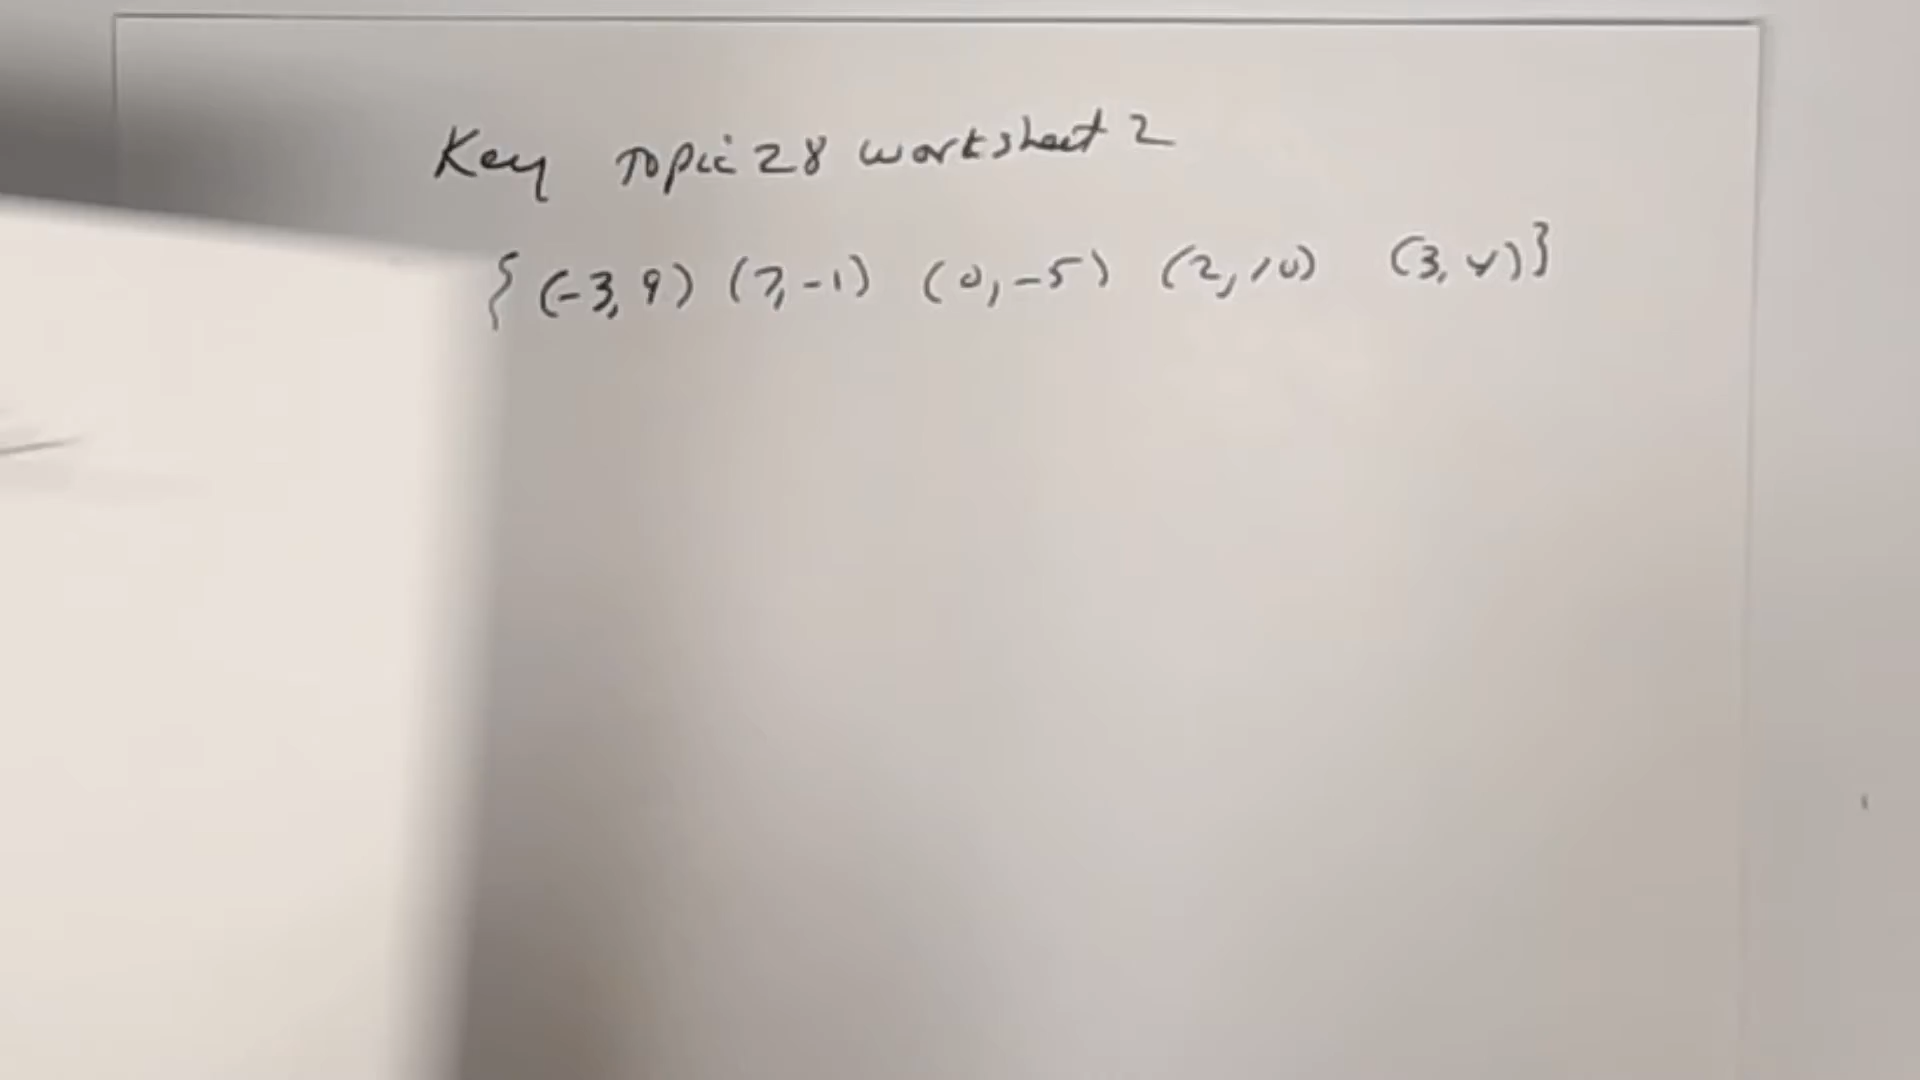 Key Topic 28 worksheet 2
{(-3, 9) (7, -1) (0, -5) (2, 10) (3, 4)}